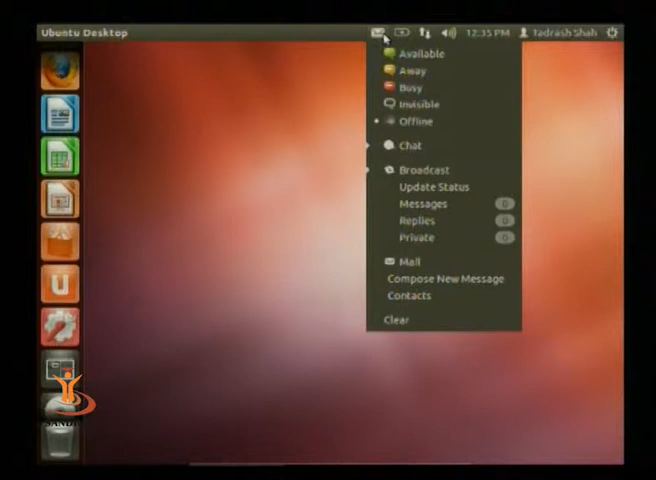 Ubuntu Desktop
12:35 PM
Tadrash Shah
Available
Away
Busy
Invisible
Offline
Chat
Broadcast
Update Status
Messages 0
Replies 0
Private 0
Mail
Compose New Message
Contacts
Clear
u